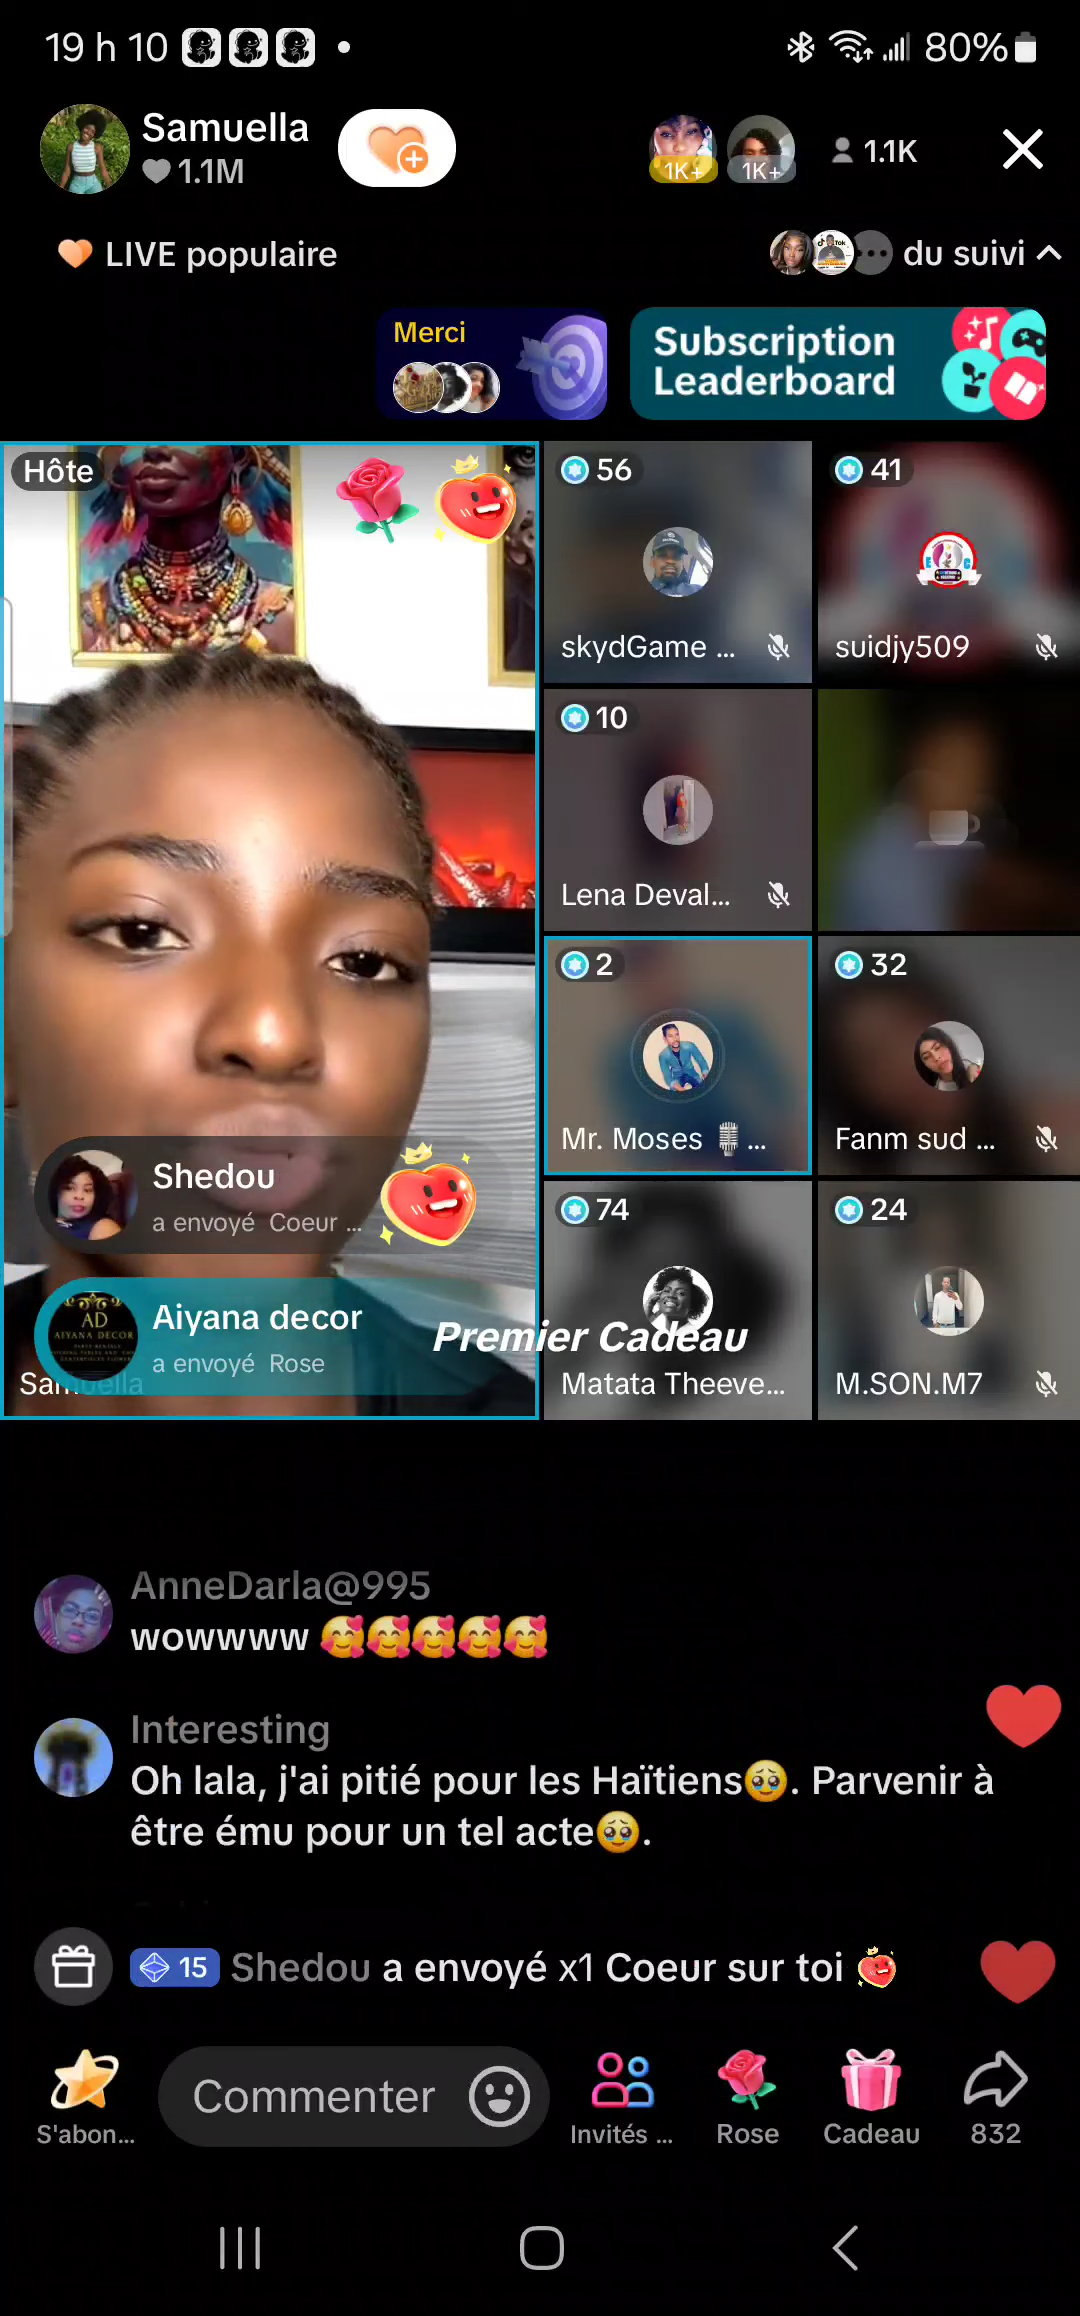 19 h 10
80%
Samuella
1.1M
1K+
1K+
1.1K
LIVE populaire
du suivi
Merci
Subscription
Leaderboard
Hôte
56
skydGame ...
41
suidjy509
10
Lena Deval...
2
Mr. Moses 🎙️...
32
Fanm sud ...
74
Matata Theeve...
24
M.SON.M7
Shedou
a envoyé Coeur ...
AD
AIYANA DECOR
Aiyana decor
a envoyé Rose
Premier Cadeau
Samuella
AnneDarla@995
wowwww 🥰🥰🥰🥰🥰
Interesting
Oh lala, j'ai pitié pour les Haïtiens🥹. Parvenir à
être ému pour un tel acte🥹.
15 Shedou a envoyé x1 Coeur sur toi
S'abon...
Commenter
Invités ...
Rose
Cadeau
832